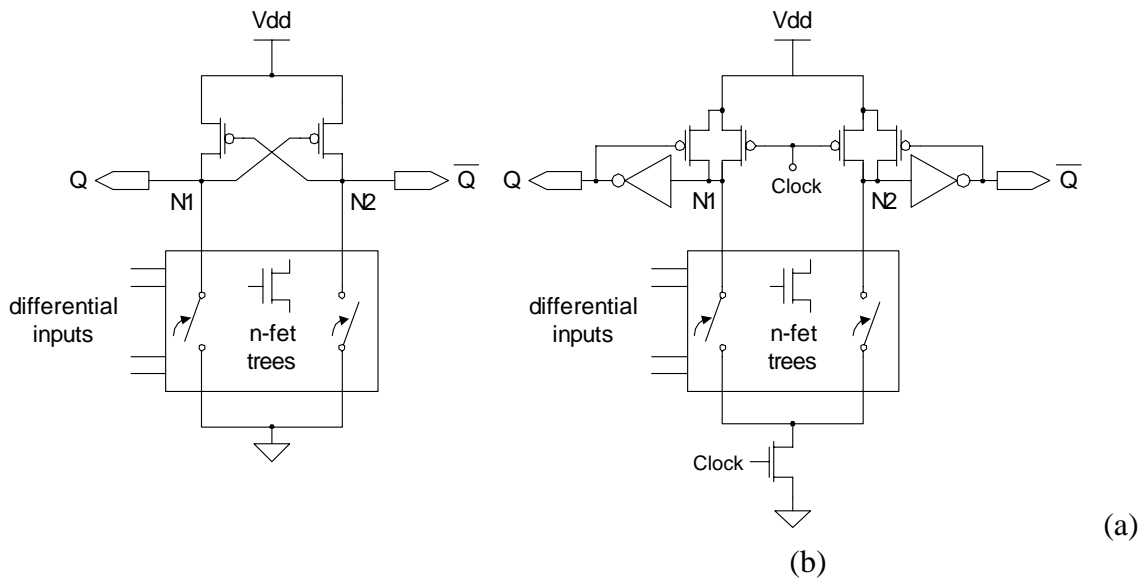 Vdd
Q
N1
N2
Q
differential
inputs
n-fet
trees
Vdd
Q
N1
Clock
N2
Q
differential
inputs
n-fet
trees
Clock
(a)
(b)